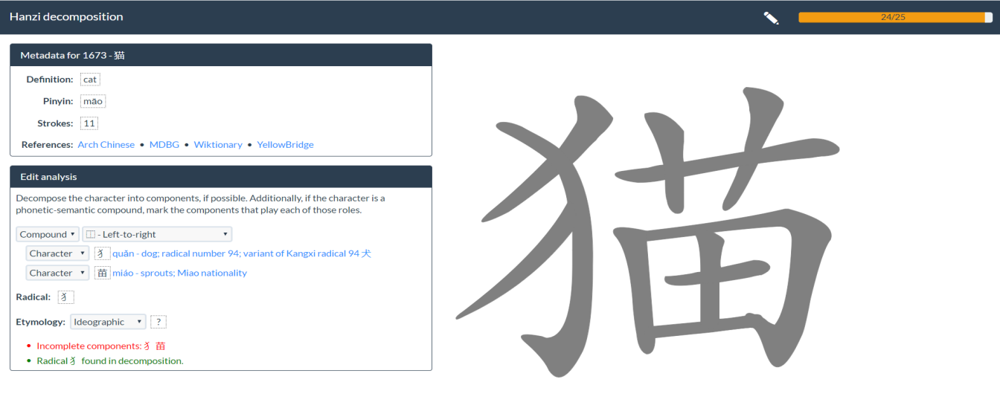 Hanzi decomposition
24/25
Metadata for 1673 - 猫
Definition: cat
Pinyin: māo
Strokes: 11
References: Arch Chinese • MDBG • Wiktionary • YellowBridge
Edit analysis
Decompose the character into components, if possible. Additionally, if the character is a
phonetic-semantic compound, mark the components that play each of those roles.
Compound ⿰ - Left-to-right
Character 犭 quǎn - dog; radical number 94; variant of Kangxi radical 94 犬
Character 苗 miáo - sprouts; Miao nationality
Radical: 犭
Etymology: Ideographic ?
• Incomplete components: 犭 苗
• Radical 犭 found in decomposition.
猫